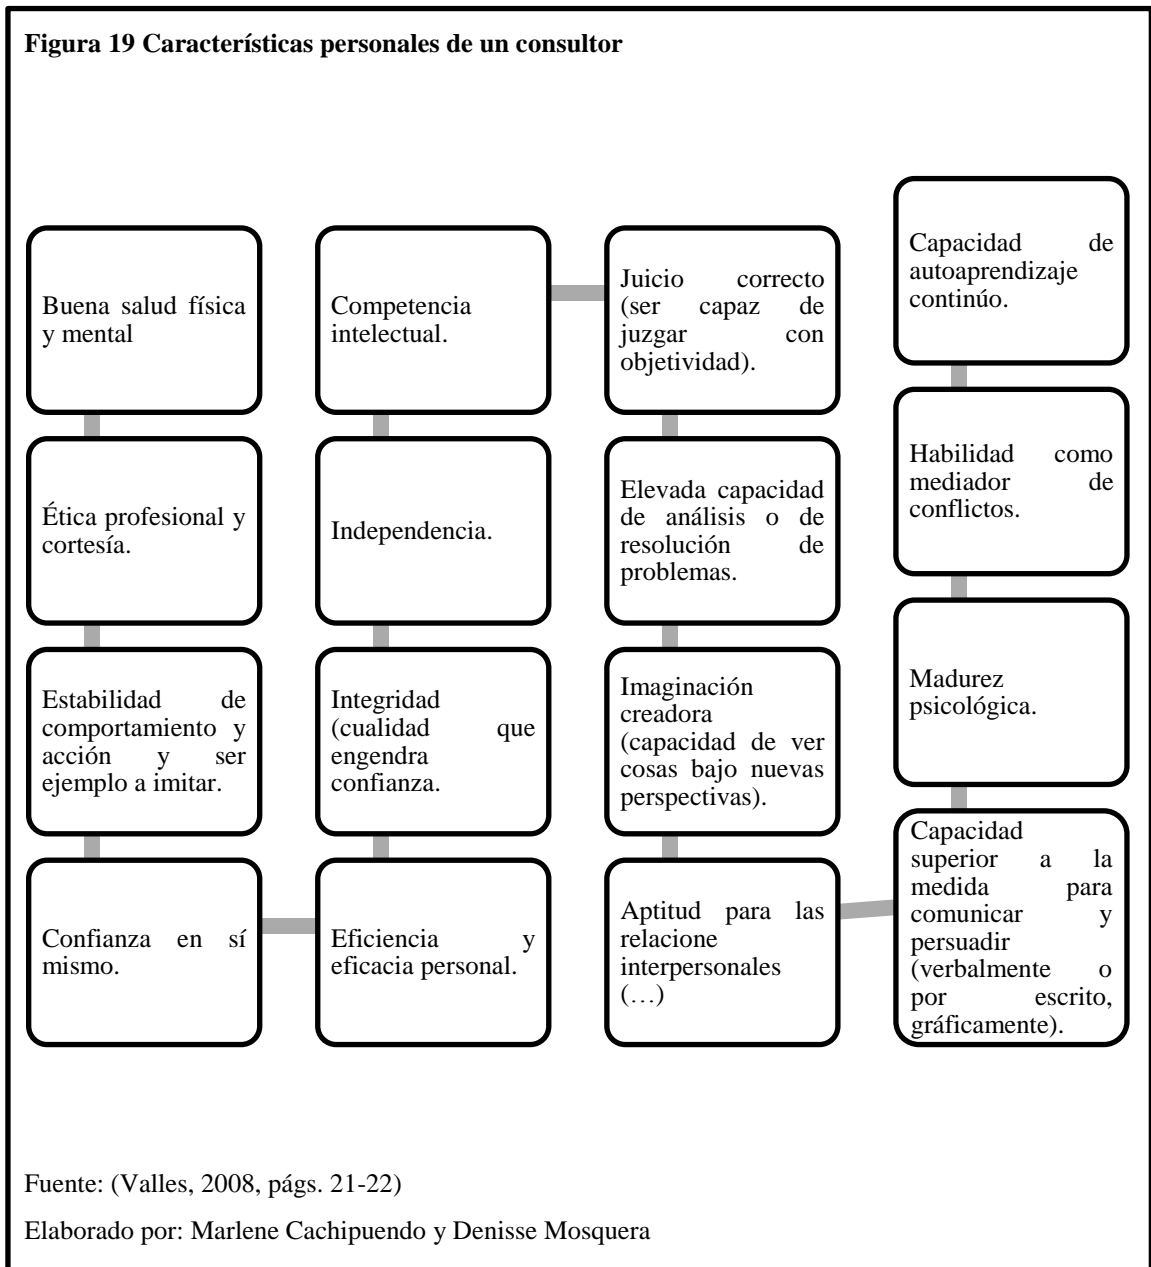 Figura 19 Características personales de un consultor
Buena salud física
y mental
Ética profesional y
cortesía.
Estabilidad de
comportamiento y
acción y ser
ejemplo a imitar.
Confianza en sí
mismo.
Eficiencia y
eficacia personal.
Integridad
(cualidad que
engendra
confianza.
Independencia.
Competencia
intelectual.
Juicio correcto
(ser capaz de
juzgar con
objetividad).
Elevada capacidad
de análisis o de
resolución de
problemas.
Imaginación
creadora
(capacidad de ver
cosas bajo nuevas
perspectivas).
Aptitud para las
relacione
interpersonales
(…)
Capacidad
superior a la
medida para
comunicar y
persuadir
(verbalmente o
por escrito,
gráficamente).
Madurez
psicológica.
Habilidad como
mediador de
conflictos.
Capacidad de
autoaprendizaje
continúo.
Fuente: (Valles, 2008, págs. 21-22)
Elaborado por: Marlene Cachipuendo y Denisse Mosquera